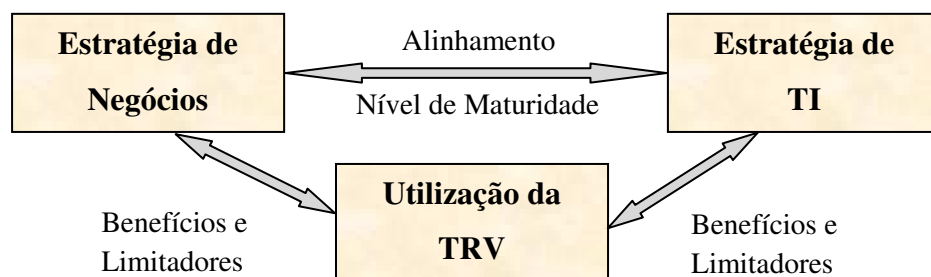 Estratégia de
Negócios
Alinhamento
Nível de Maturidade
Estratégia de
TI
Utilização da
TRV
Benefícios e
Limitadores
Benefícios e
Limitadores